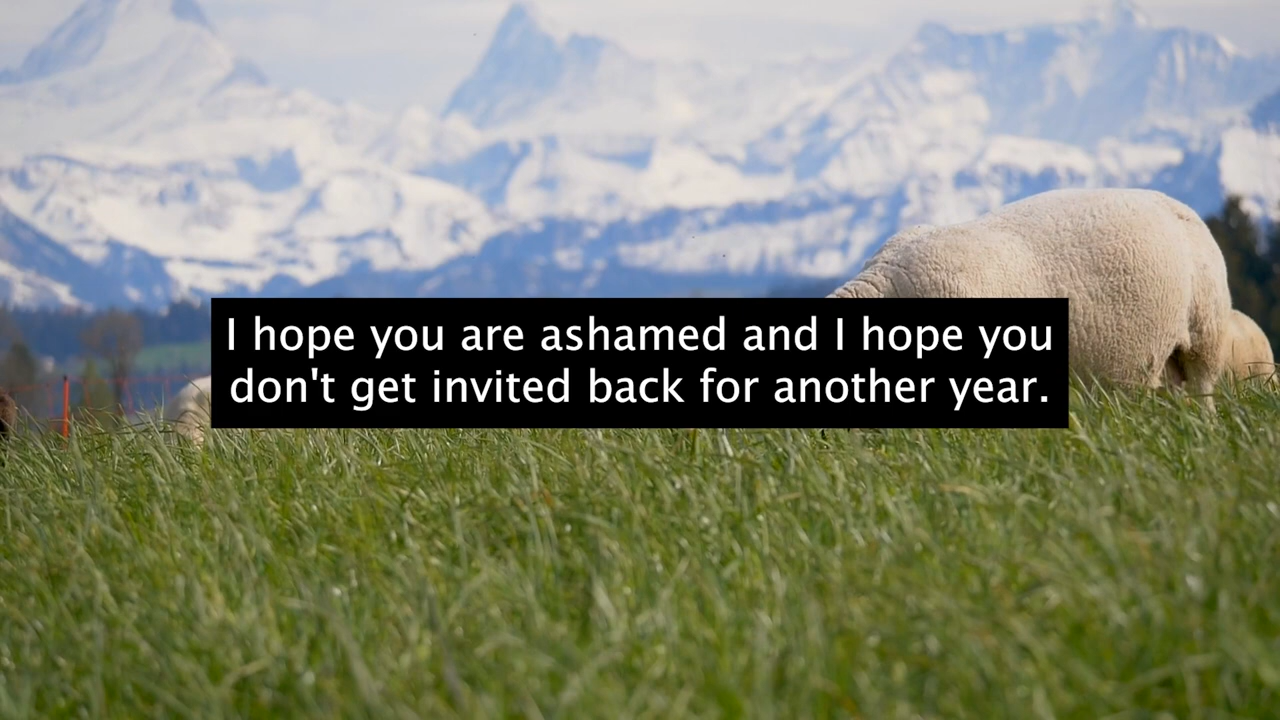 I hope you are ashamed and I hope you
don't get invited back for another year.